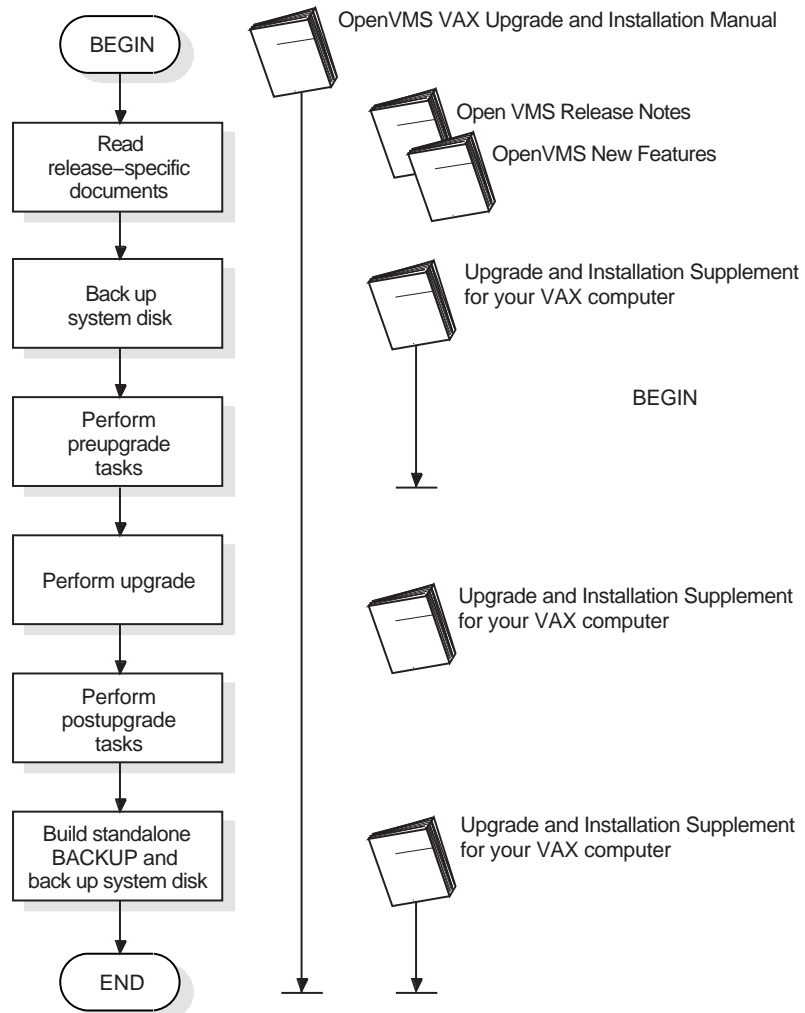 BEGIN
OpenVMS VAX Upgrade and Installation Manual
Read
release–specific
documents
Open VMS Release Notes
OpenVMS New Features
Back up
system disk
Upgrade and Installation Supplement
for your VAX computer
BEGIN
Perform
preupgrade
tasks
Perform upgrade
Upgrade and Installation Supplement
for your VAX computer
Perform
postupgrade
tasks
Build standalone
BACKUP and
back up system disk
Upgrade and Installation Supplement
for your VAX computer
END